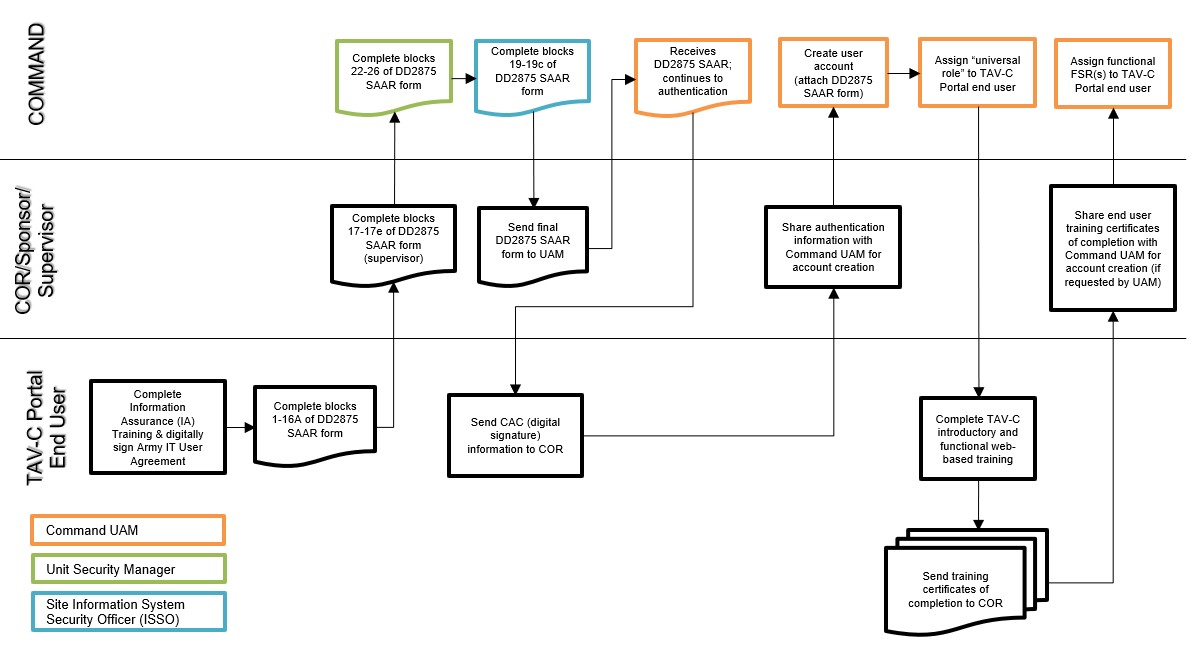 COMMAND
Complete blocks
22-26 of DD2875
SAAR form
Complete blocks
19-19c of
DD2875 SAAR
form
Receives
DD2875 SAAR;
continues to
authentication
Create user
account
(attach DD2875
SAAR form)
Assign “universal
role” to TAV-C
Portal end user
Assign functional
FSR(s) to TAV-C
Portal end user
COR/Sponsor/
Supervisor
Complete blocks
17-17e of DD2875
SAAR form
(supervisor)
Send final
DD2875 SAAR
form to UAM
Share authentication
information with
Command UAM for
account creation
Share end user
training certificates
of completion with
Command UAM for
account creation (if
requested by UAM)
TAV-C Portal
End User
Complete
Information
Assurance (IA)
Training & digitally
sign Army IT User
Agreement
Complete blocks
1-16A of DD2875
SAAR form
Send CAC (digital
signature)
information to COR
Complete TAV-C
introductory and
functional web-
based training
Send training
certificates of
completion to COR
Command UAM
Unit Security Manager
Site Information System
Security Officer (ISSO)